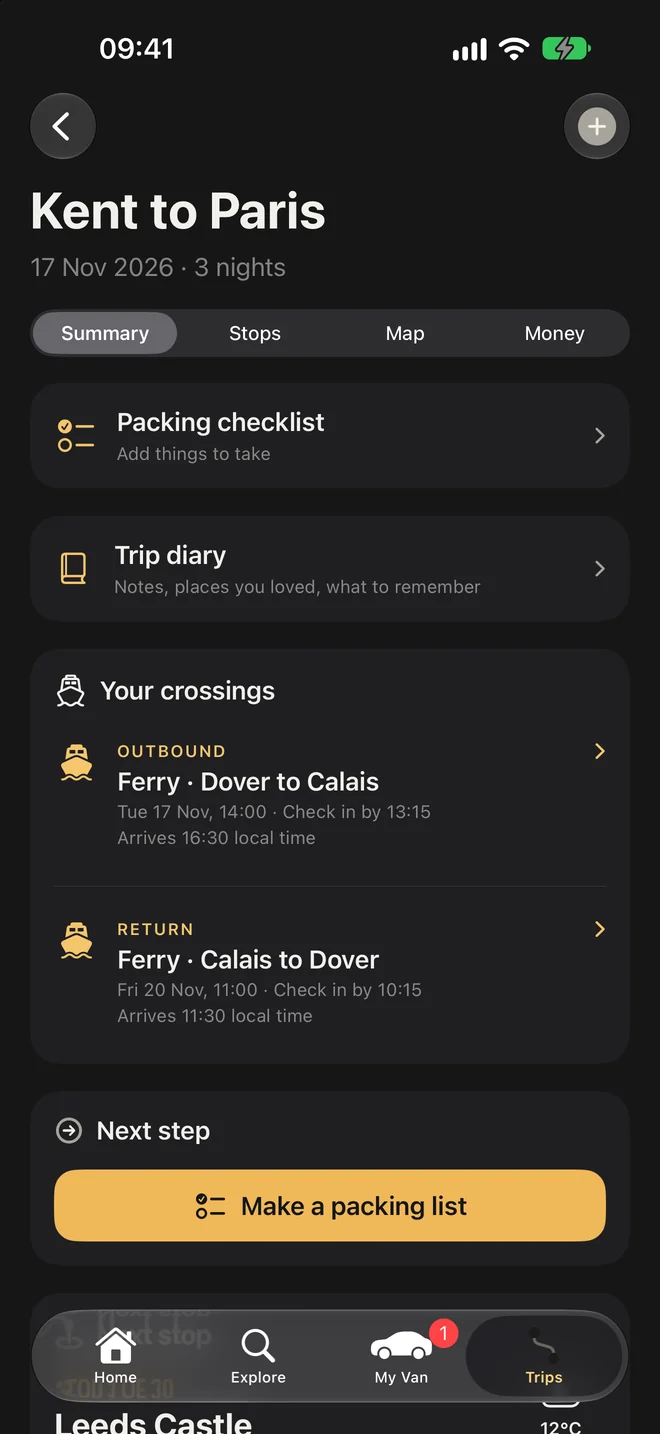 09:41
Kent to Paris
17 Nov 2026 · 3 nights
Summary
Stops
Map
Money
Packing checklist
Add things to take
Trip diary
Notes, places you loved, what to remember
Your crossings
OUTBOUND
Ferry · Dover to Calais
Tue 17 Nov, 14:00 · Check in by 13:15
Arrives 16:30 local time
RETURN
Ferry · Calais to Dover
Fri 20 Nov, 11:00 · Check in by 10:15
Arrives 11:30 local time
Next step
Make a packing list
1
Home
Explore
My Van
Trips
Leeds Castle
12°C